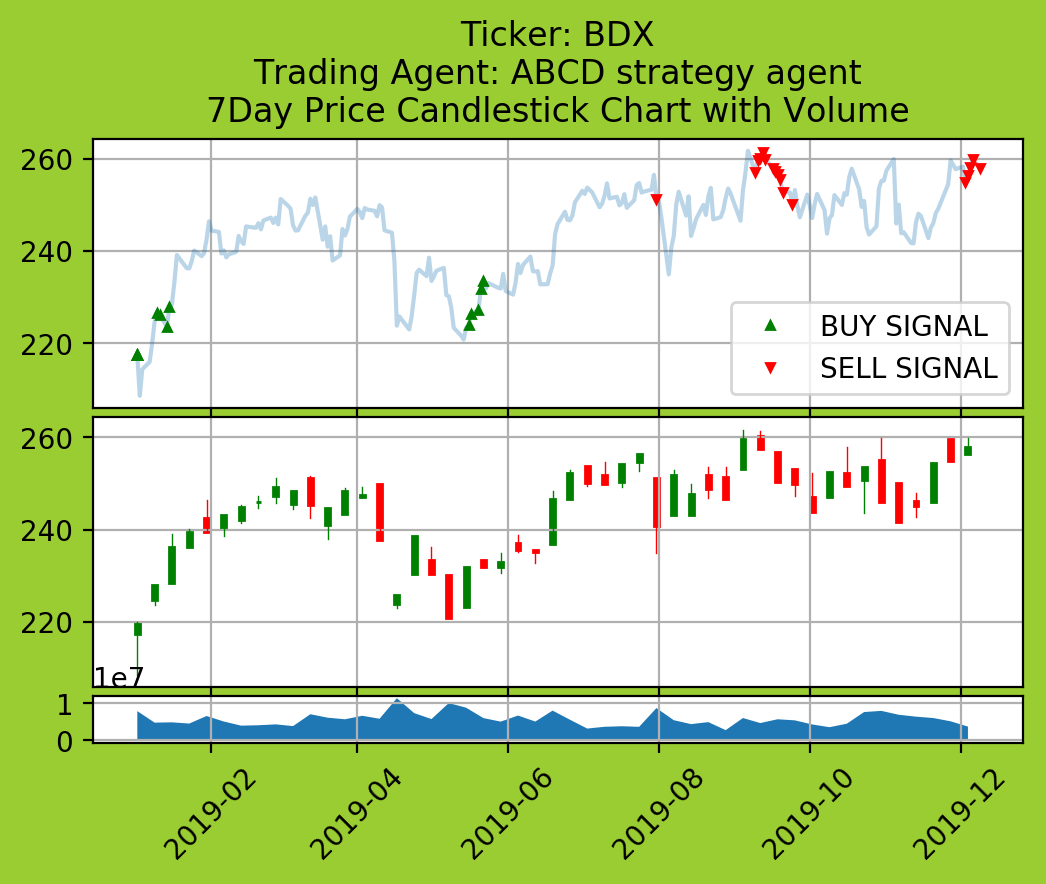 Ticker: BDX
Trading Agent: ABCD strategy agent
7Day Price Candlestick Chart with Volume
260
240
220
BUY SIGNAL
SELL SIGNAL
260
240
220
1e7
1
0
2019-02
2019-04
2019-06
2019-08
2019-10
2019-12